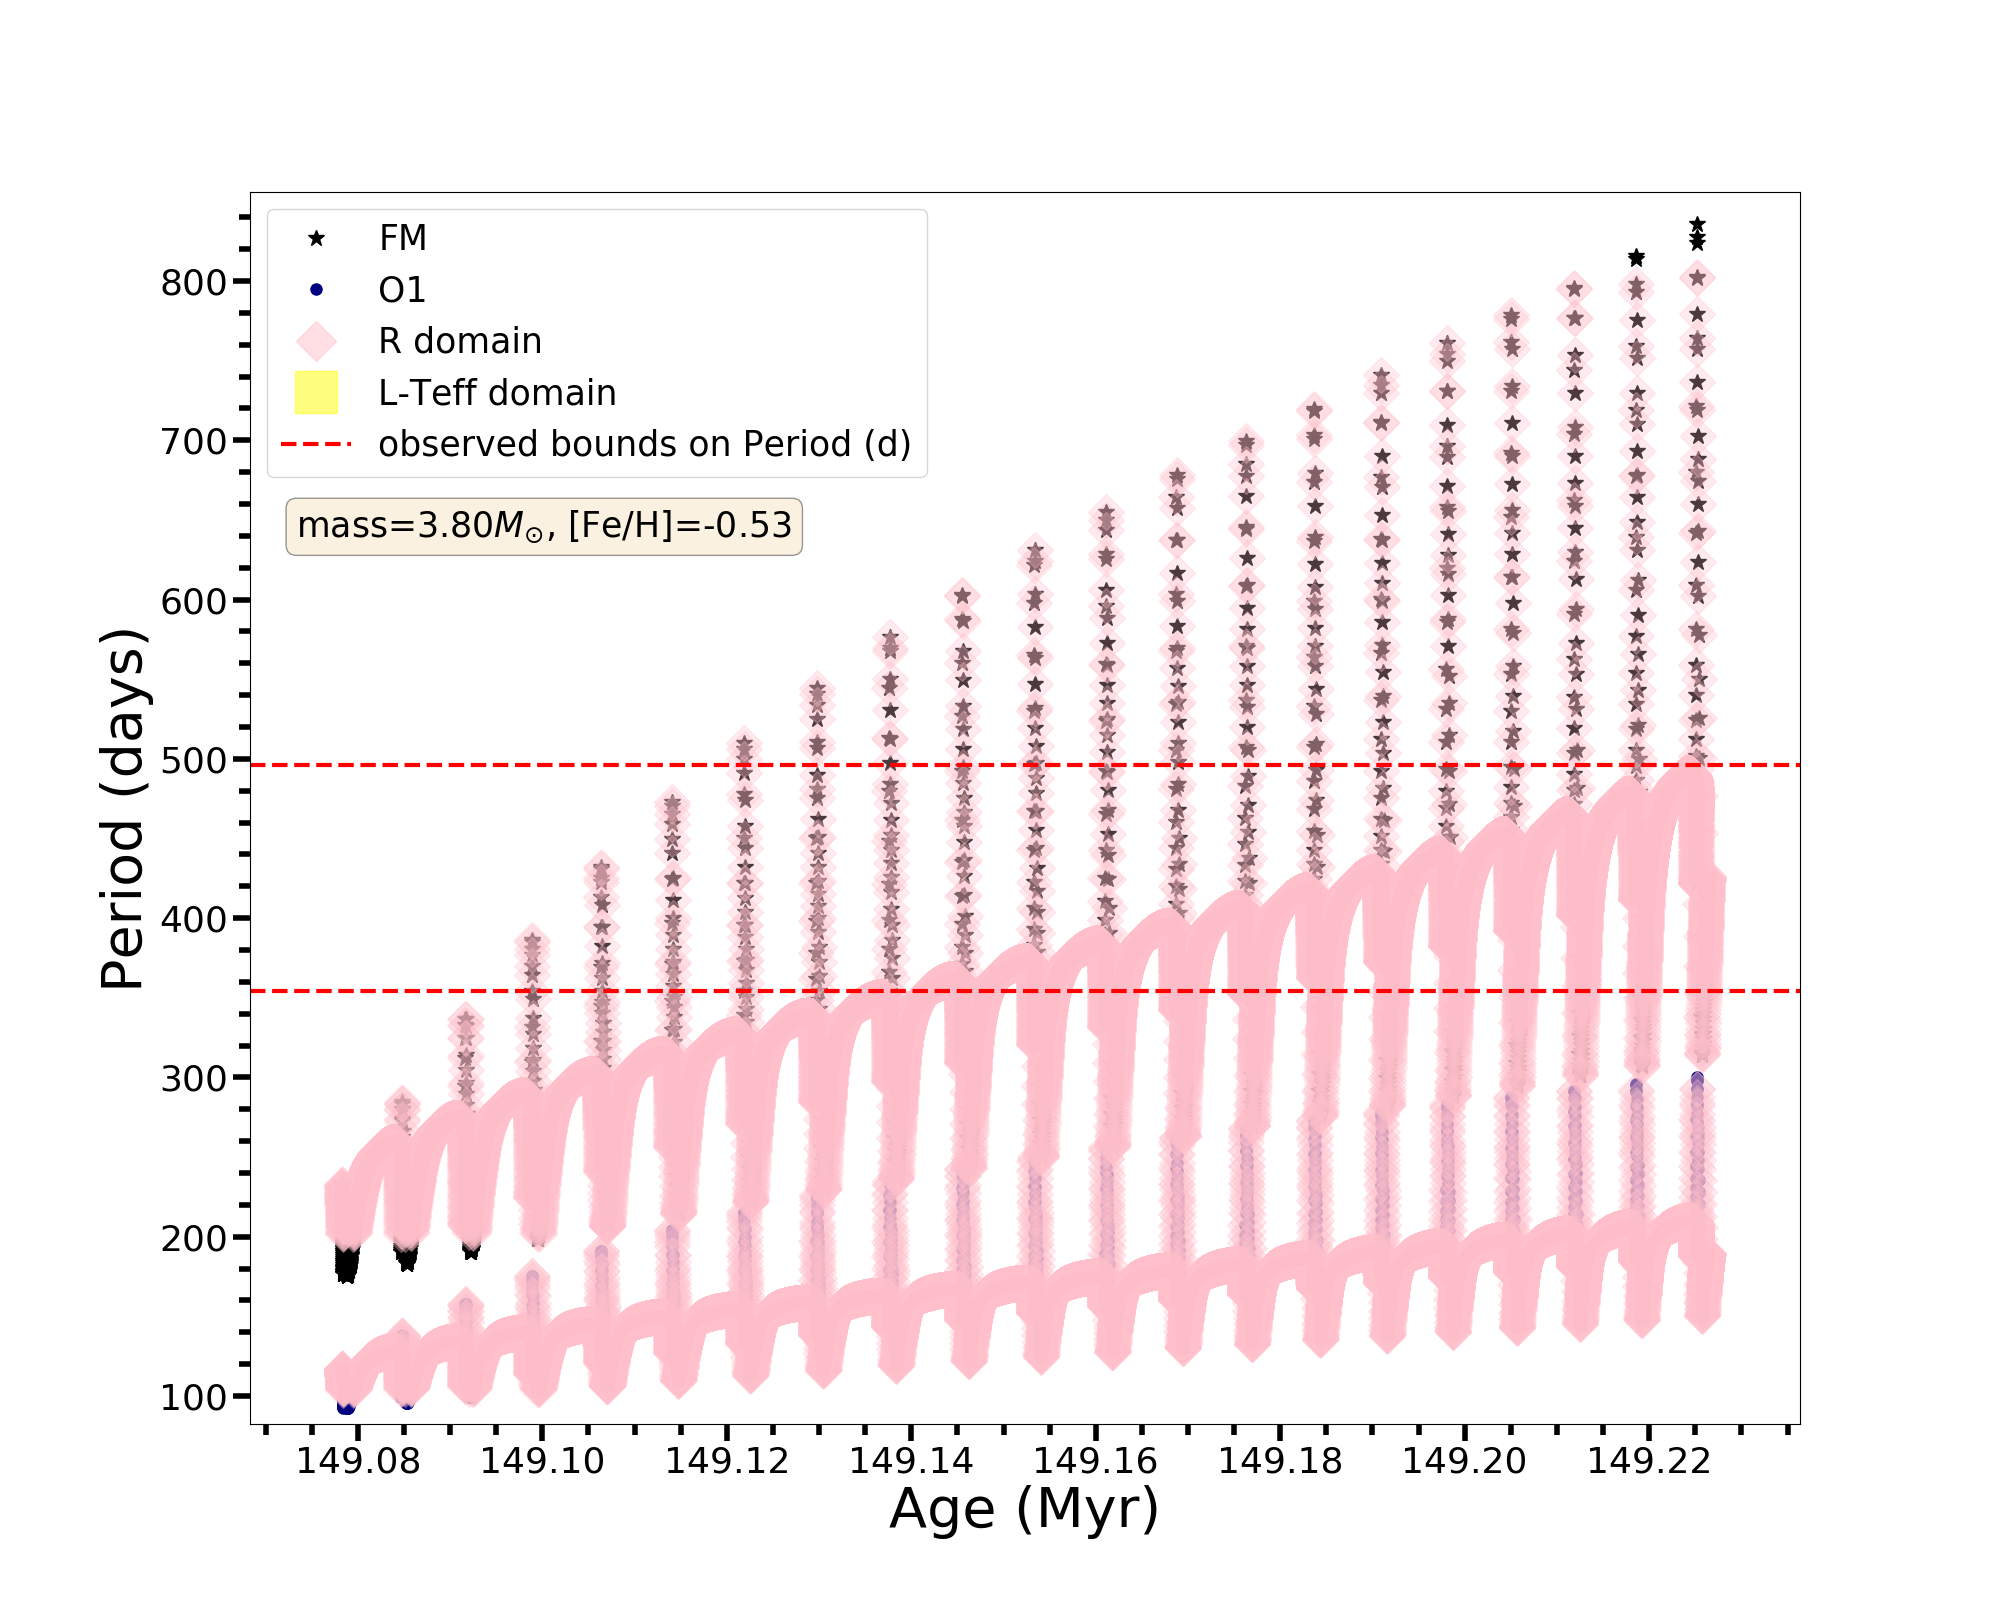 FM
O1
R domain
L-Teff domain
observed bounds on Period (d)
mass=3.80M⊙, [Fe/H]=-0.53
800
700
600
500
400
300
200
100
Period (days)
149.08 149.10 149.12 149.14 149.16 149.18 149.20 149.22
Age (Myr)